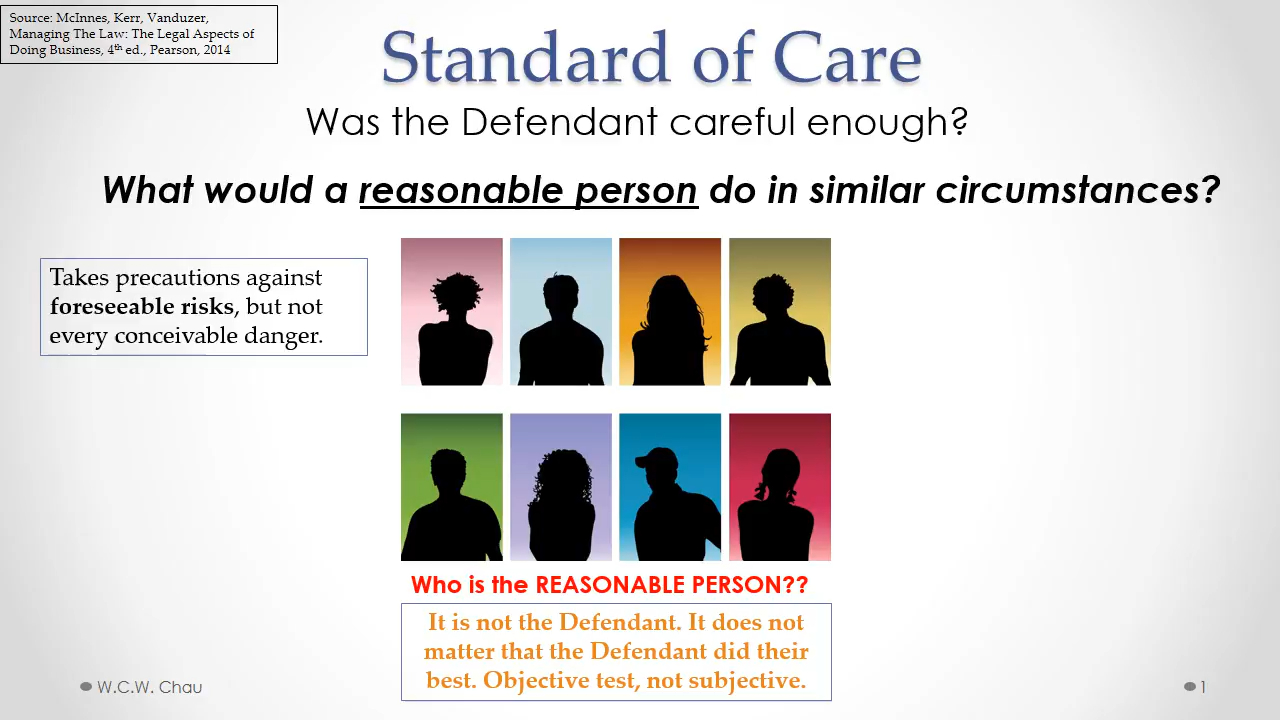 Source: McInnes, Kerr, Vanduzer,
Managing The Law: The Legal Aspects of
Doing Business, 4th ed., Pearson, 2014
Standard of Care
Was the Defendant careful enough?
What would a reasonable person do in similar circumstances?
Takes precautions against
foreseeable risks, but not
every conceivable danger.
Who is the REASONABLE PERSON??
It is not the Defendant. It does not
matter that the Defendant did their
best. Objective test, not subjective.
W.C.W. Chau
1